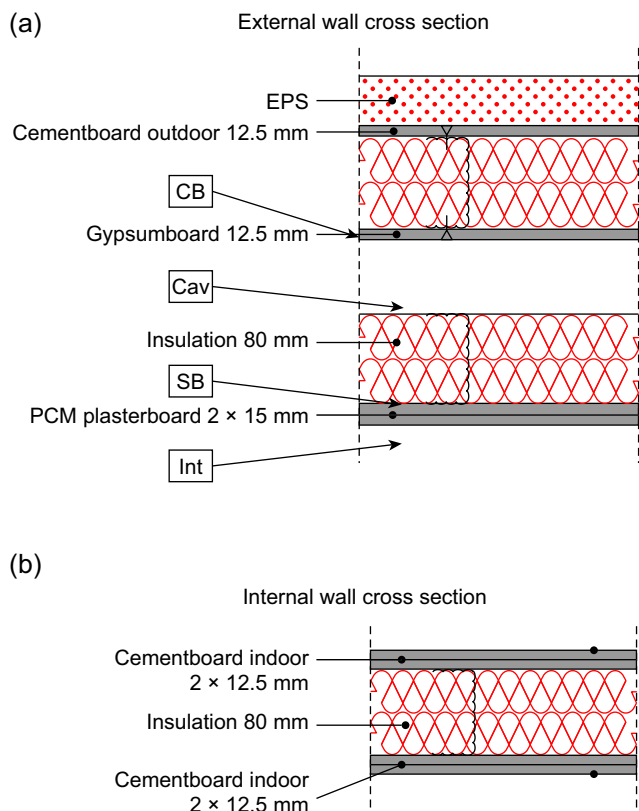 (a)
External wall cross section
EPS
Cementboard outdoor 12.5 mm
CB
Gypsumboard 12.5 mm
Cav
Insulation 80 mm
SB
PCM plasterboard 2 × 15 mm
Int
(b)
Internal wall cross section
Cementboard indoor
2 × 12.5 mm
Insulation 80 mm
Cementboard indoor
2 × 12.5 mm